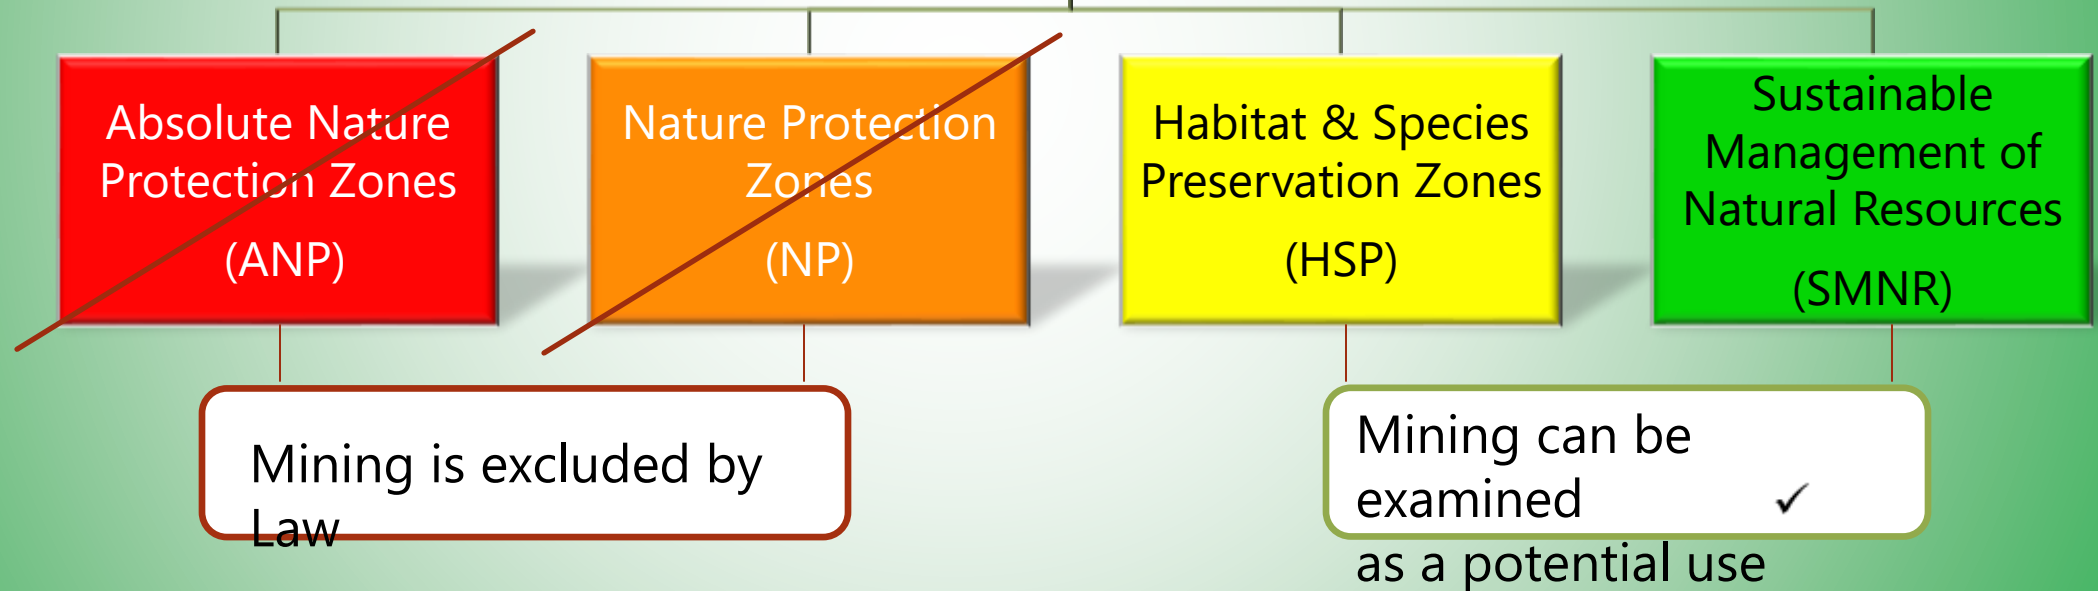 Absolute Nature
Protection Zones
(ANP)
Nature Protection
Zones
(NP)
Habitat & Species
Preservation Zones
(HSP)
Sustainable
Management of
Natural Resources
(SMNR)
Mining is excluded by
Law
Mining can be
examined ✓
as a potential use